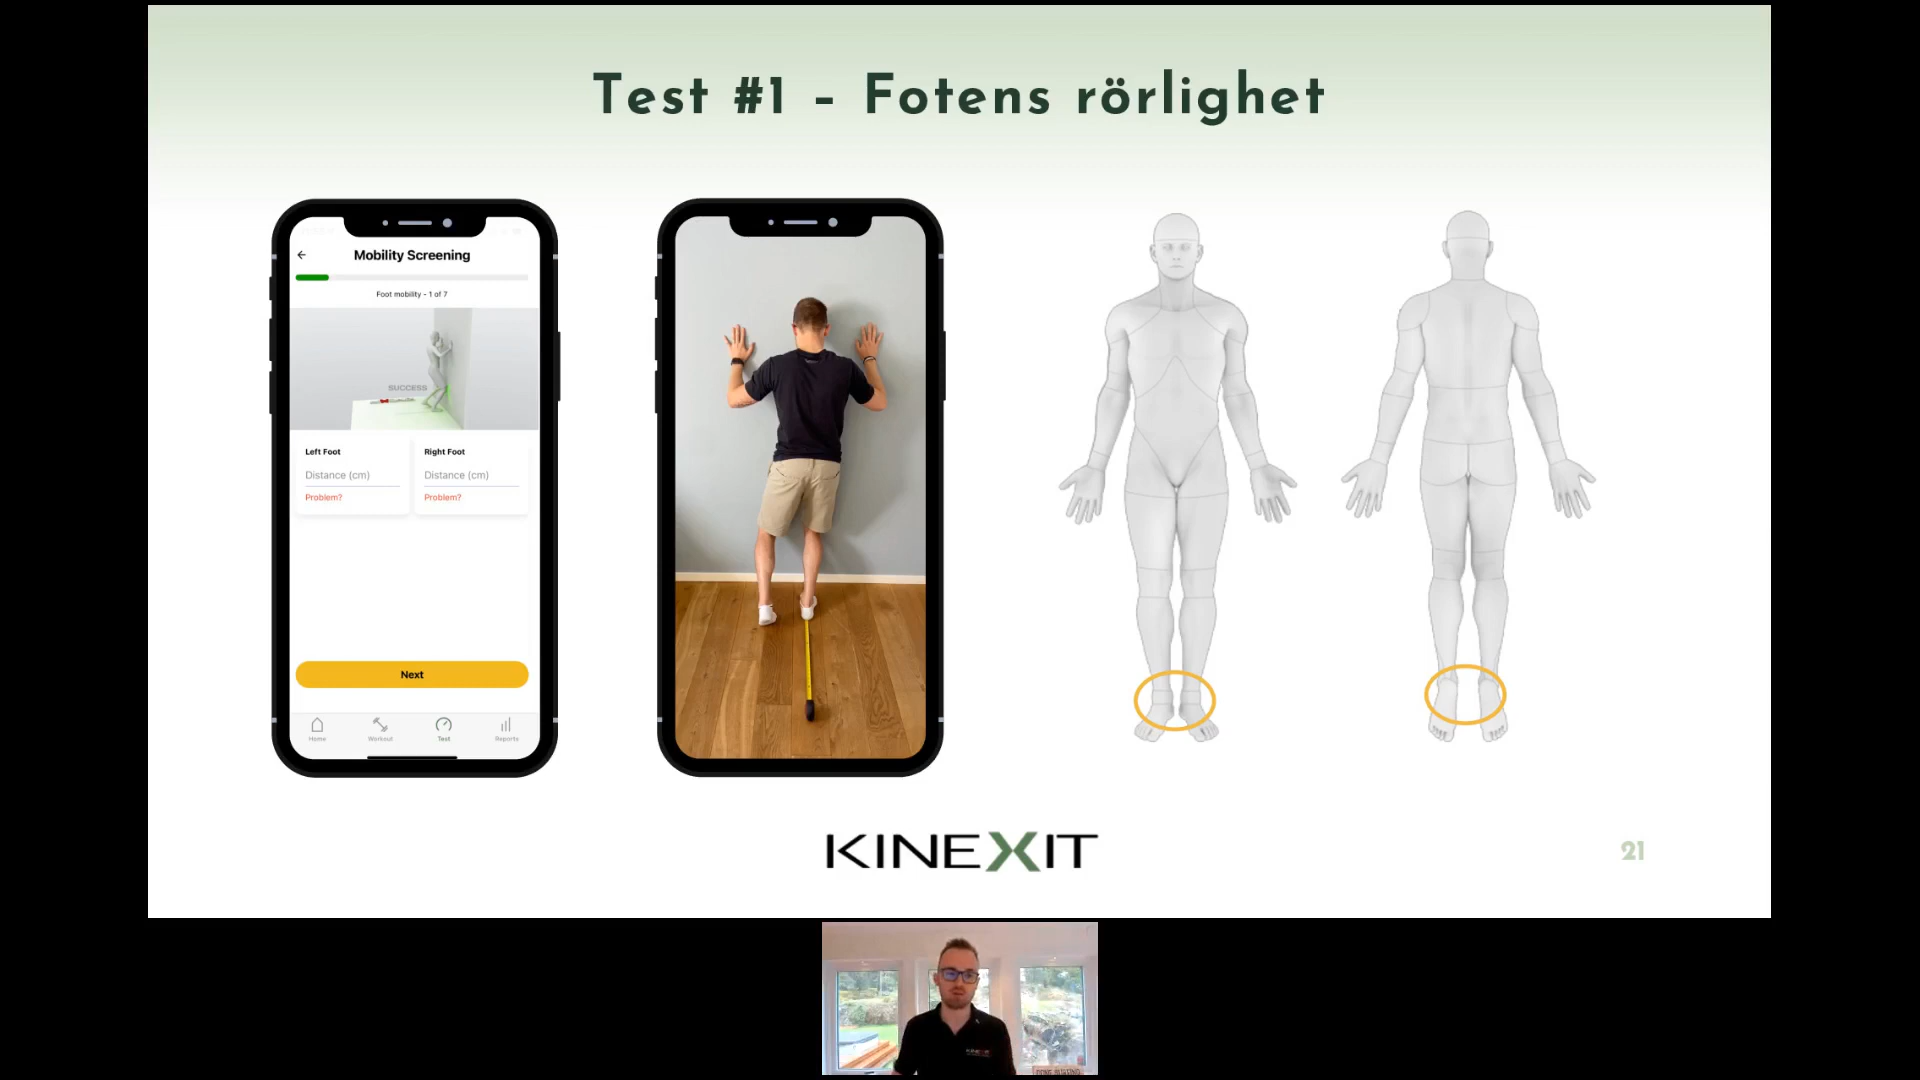 Test #1 – Fotens rörlighet
Mobility Screening
Foot mobility - 1 of 7
SUCCESS
Left Foot
Right Foot
Distance (cm)
Distance (cm)
Problem?
Problem?
Next
Home
Workout
Test
Reports
KINEXIT
21